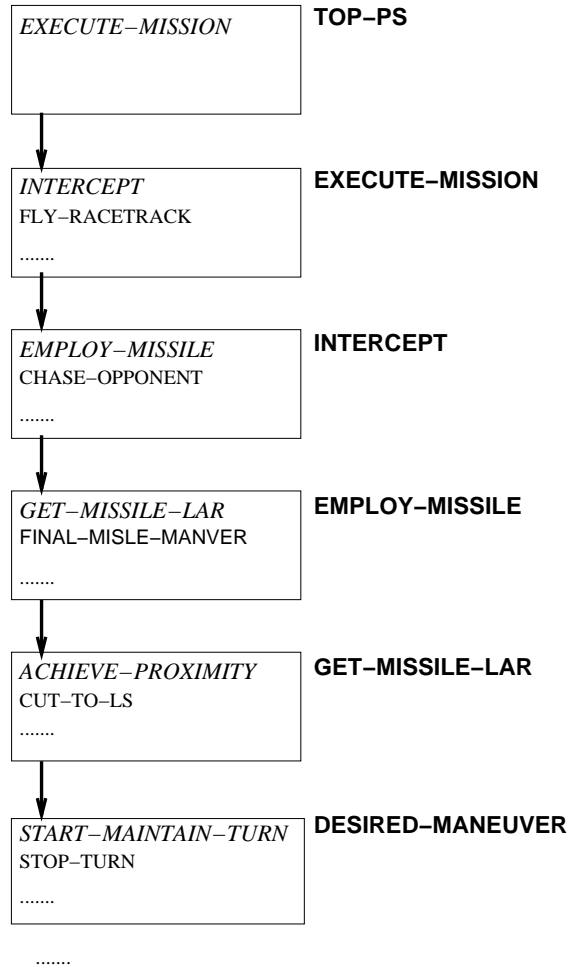 EXECUTE–MISSION
TOP–PS
INTERCEPT
EXECUTE–MISSION
FLY–RACETRACK
.......
EMPLOY–MISSILE
INTERCEPT
CHASE–OPPONENT
.......
GET–MISSILE–LAR
EMPLOY–MISSILE
FINAL–MISLE–MANVER
.......
ACHIEVE–PROXIMITY
GET–MISSILE–LAR
CUT–TO–LS
.......
START–MAINTAIN–TURN
DESIRED–MANEUVER
STOP–TURN
.......
.......